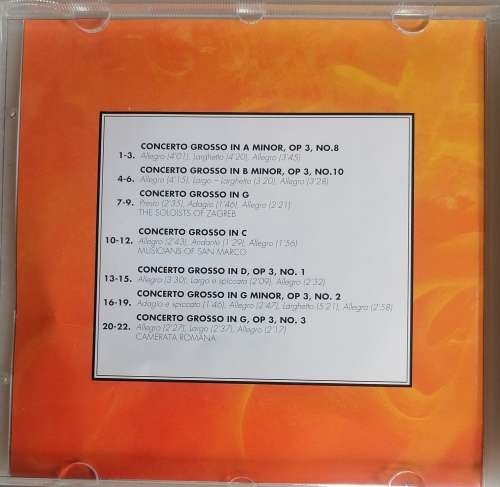 CONCERTO GROSSO IN A MINOR, OP 3, NO.8
1-3. Allegro (4'01), Larghetto (4'20), Allegro (3'45)
CONCERTO GROSSO IN B MINOR, OP 3, NO.10
4-6. Allegro (4'15), Largo – Larghetto (3'20), Allegro (3'28)
CONCERTO GROSSO IN G
7-9. Presto (2'35), Adagio (1'46), Allegro (2'21)
THE SOLOISTS OF ZAGREB
CONCERTO GROSSO IN C
10-12. Allegro (2'43), Andante (1'29), Allegro (1'56)
MUSICIANS OF SAN MARCO
CONCERTO GROSSO IN D, OP 3, NO. 1
13-15. Allegro (3'30), Largo e spiccato (2'09), Allegro (2'32)
CONCERTO GROSSO IN G MINOR, OP 3, NO. 2
16-19. Adagio e spiccato (1'46), Allegro (2'47), Larghetto (5'21), Allegro (2'58)
CONCERTO GROSSO IN G, OP 3, NO. 3
20-22. Allegro (2'27), Largo (2'37), Allegro (2'17)
CAMERATA ROMANA